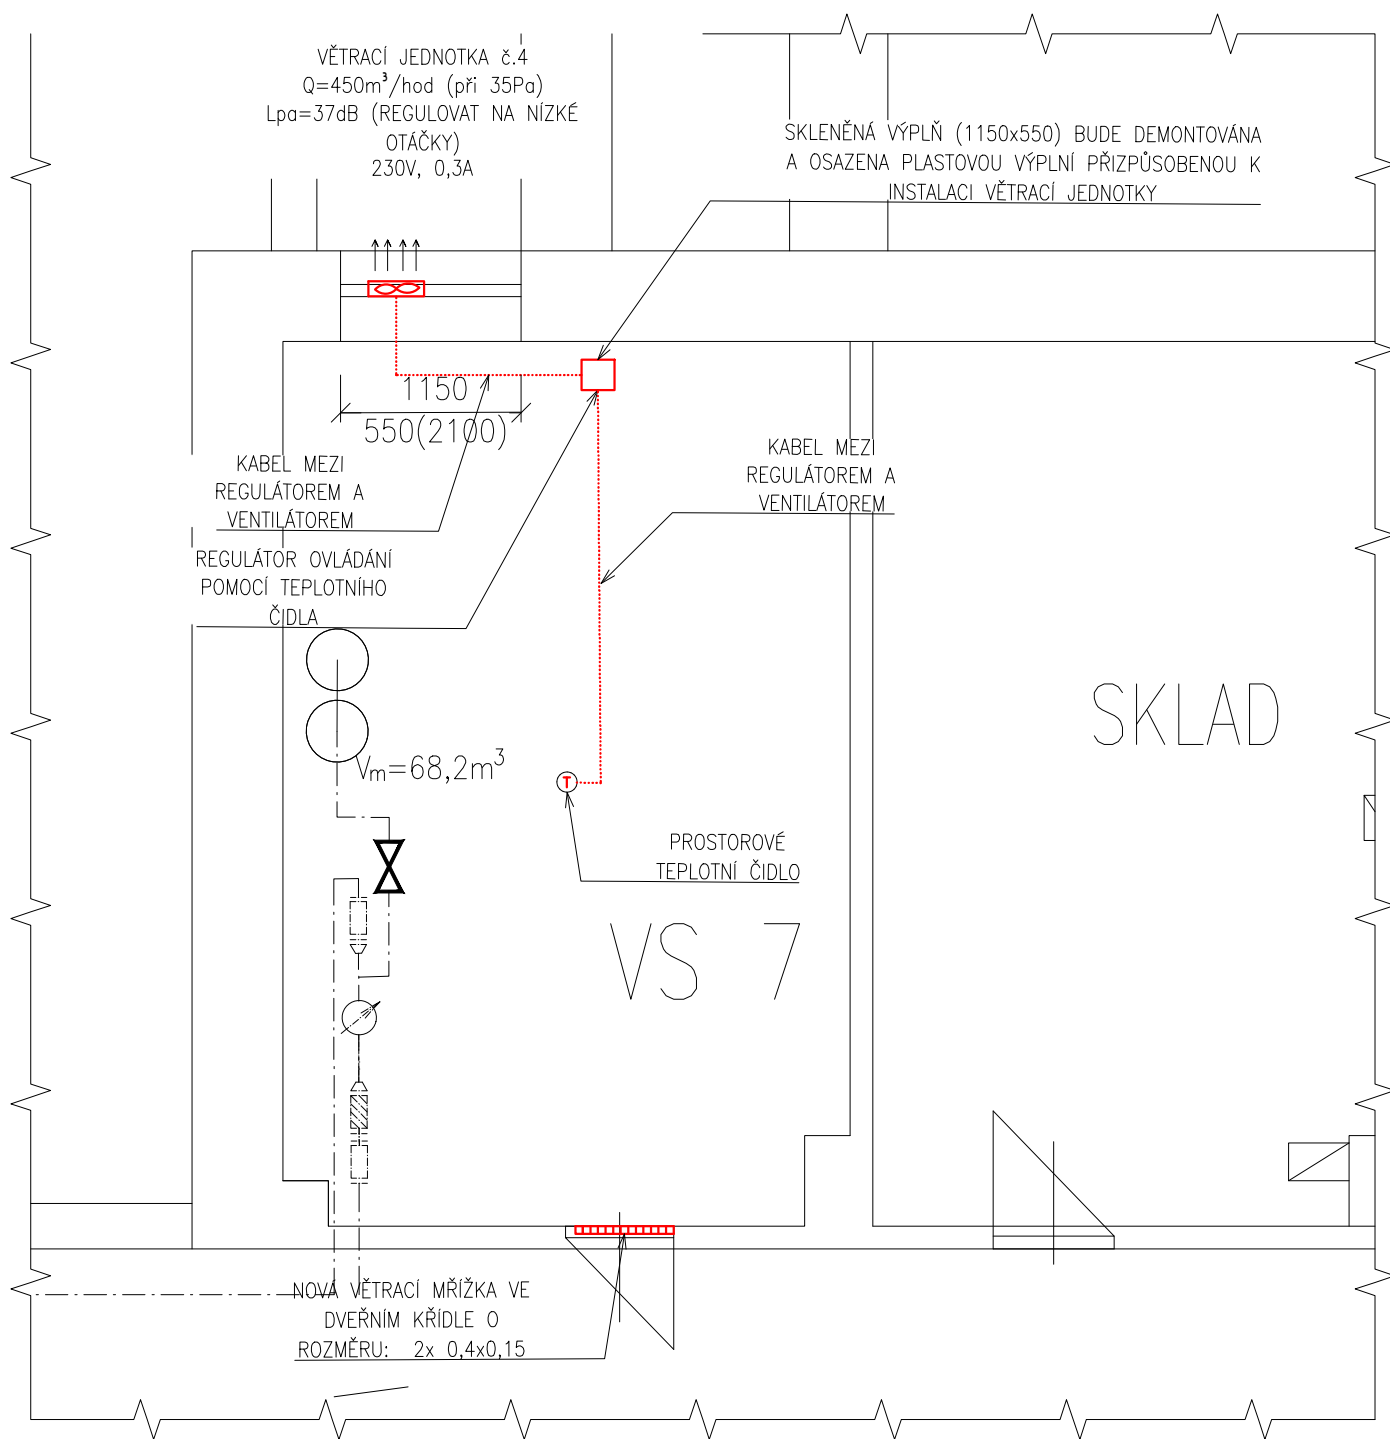 VĚTRACÍ JEDNOTKA č.4
Q=450m³/hod (při 35Pa)
Lpa=37dB (REGULOVAT NA NÍZKÉ
OTÁČKY)
230V, 0,3A
SKLENĚNÁ VÝPLŇ (1150x550) BUDE DEMONTOVÁNA
A OSAZENA PLASTOVOU VÝPLNÍ PŘIZPŮSOBENOU K
INSTALACI VĚTRACÍ JEDNOTKY
1150
550(2100)
KABEL MEZI
REGULÁTOREM A
VENTILÁTOREM
KABEL MEZI
REGULÁTOREM A
VENTILÁTOREM
REGULÁTOR OVLÁDÁNÍ
POMOCÍ TEPLOTNÍHO
ČIDLA
SKLAD
Vm=68,2m³
T
PROSTOROVÉ
TEPLOTNÍ ČIDLO
VS 7
NOVÁ VĚTRACÍ MŘÍŽKA VE
DVEŘNÍM KŘÍDLE O
ROZMĚRU: 2x 0,4x0,15